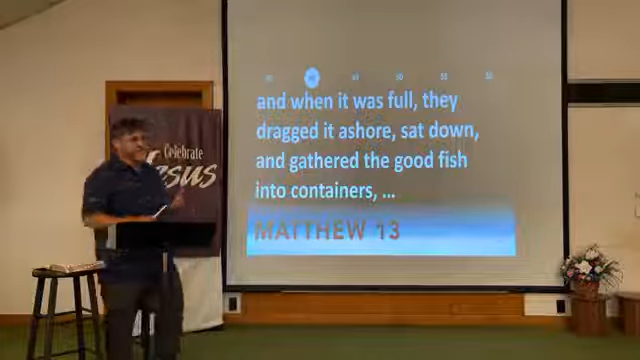 and when it was full, they
dragged it ashore, sat down,
and gathered the good fish
into containers, ...
MATTHEW 13
Celebrate
Jesus